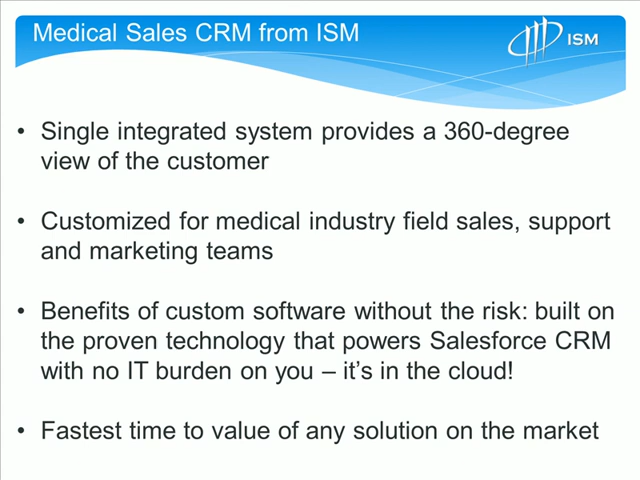 Medical Sales CRM from ISM
ISM
• Single integrated system provides a 360-degree
view of the customer
• Customized for medical industry field sales, support
and marketing teams
• Benefits of custom software without the risk: built on
the proven technology that powers Salesforce CRM
with no IT burden on you – it’s in the cloud!
• Fastest time to value of any solution on the market